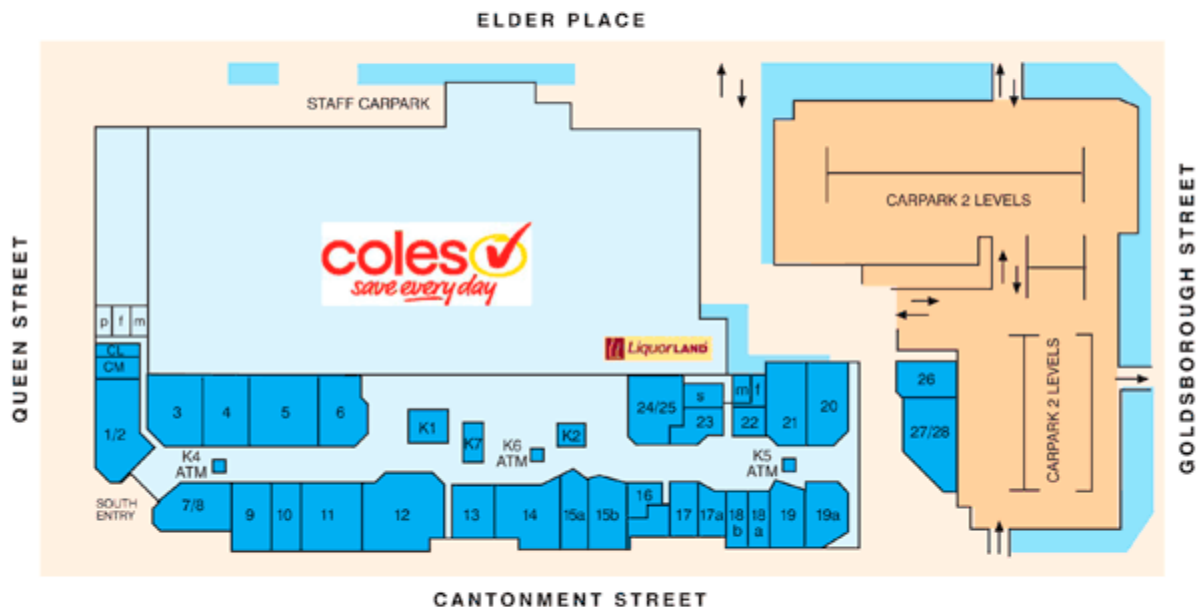 ELDER PLACE
STAFF CARPARK
CARPARK 2 LEVELS
QUEEN STREET
GOLDSBOROUGH STREET
coles
save every day
p f m
LIQUORLAND
CL
CM
CARPARK 2 LEVELS
26
3 4 5 6
24/25
s
m f
21
20
K1
K7
K2
23
22
1/2
27/28
K4
ATM
K6
ATM
K5
ATM
SOUTH
ENTRY
7/8
9
10
11
12
13
14
15a
15b
16
17
17a
18
b
18
a
19
19a
CANTONMENT STREET